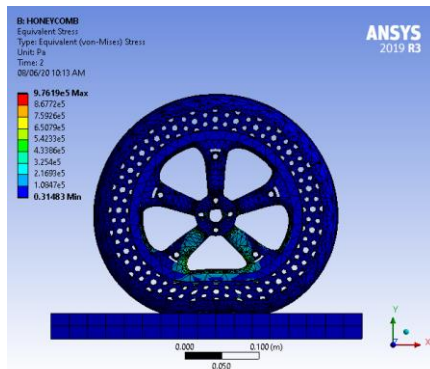 B: HONEYCOMB
Equivalent Stress
Type: Equivalent (von-Mises) Stress
Unit: Pa
Time: 2
08/06/20 10:13 AM
ANSYS
2019 R3
9.7619e5 Max
8.6772e5
7.5926e5
6.5079e5
5.4233e5
4.3386e5
3.254e5
2.1693e5
1.0847e5
0.31483 Min
0.000
0.100 (m)
0.050
Y
Z
X